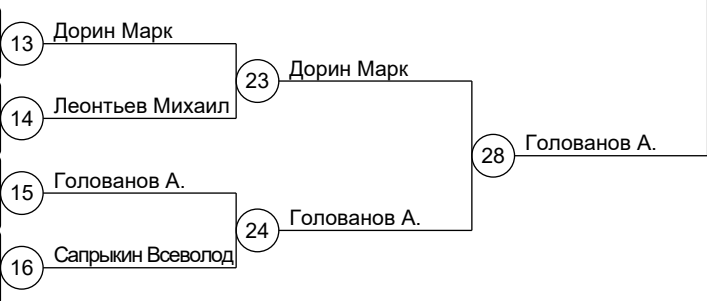 13 Дорин Марк
23 Дорин Марк
14 Леонтьев Михаил
28 Голованов А.
15 Голованов А.
24 Голованов А.
16 Сапрыкин Всеволод